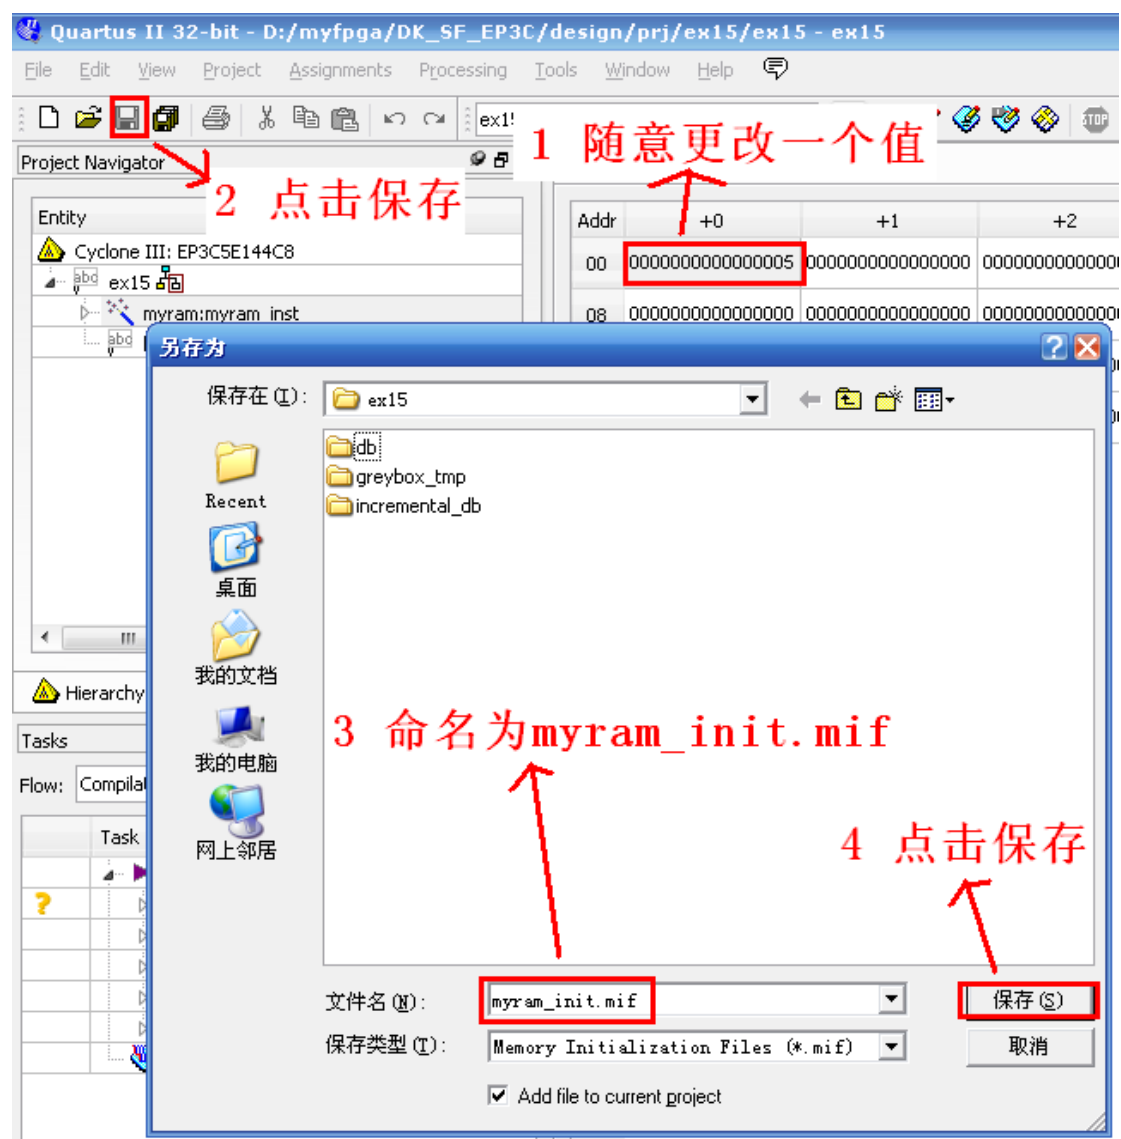 Quartus II 32-bit - D:/myfpga/DK_SF_EP3C/design/prj/ex15/ex15 - ex15
File Edit View Project Assignments Processing Tools Window Help
STOP
1 随意更改一个值
Project Navigator
2 点击保存
Entity
Addr +0 +1 +2
Cyclone III: EP3C5E144C8
00 0000000000000005 0000000000000000
abd ex15
myram:myram_inst
08 0000000000000000 0000000000000000
abd
另存为
保存在(I):
ex15
db
greybox_tmp
incremental_db
Recent
桌面
我的文档
我的电脑
网上邻居
Hierarchy
Tasks
Flow:
Task
3 命名为myram_init.mif
4 点击保存
文件名(N): myram_init.mif 保存(S)
保存类型(T): Memory Initialization Files (*.mif) 取消
Add file to current project